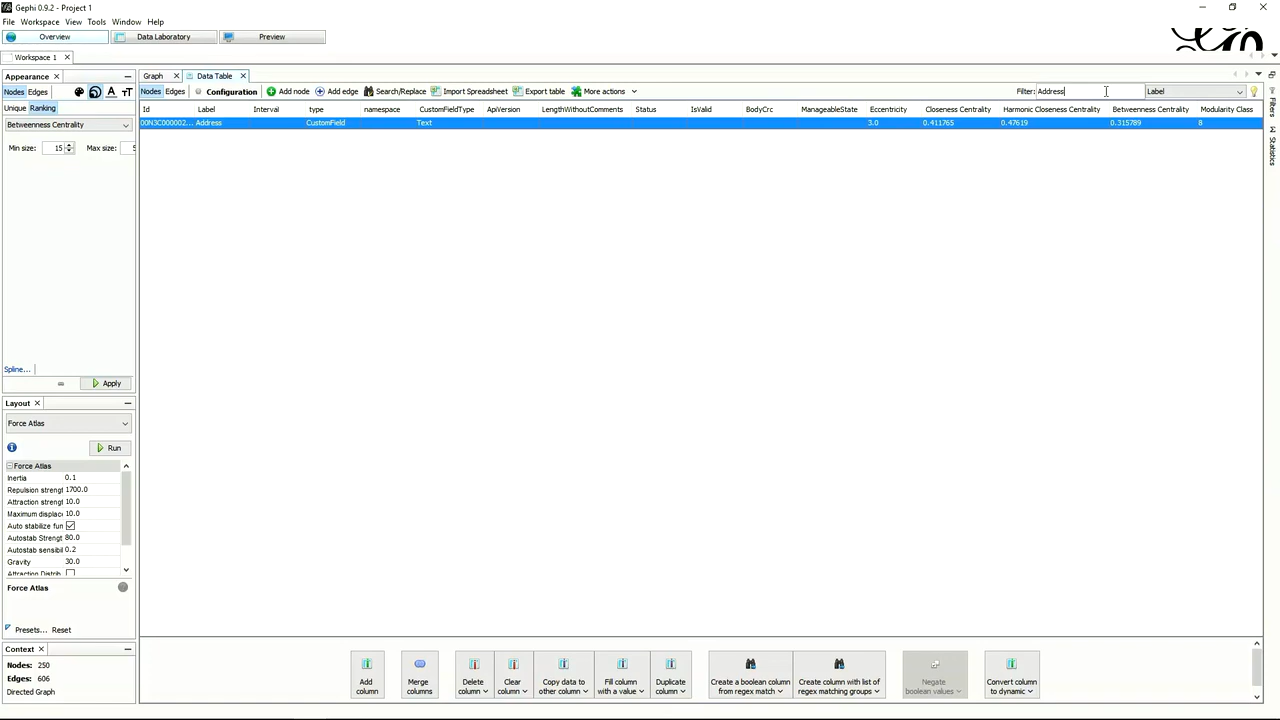 Gephi 0.9.2 - Project 1
File Workspace View Tools Window Help
Overview Data Laboratory Preview
Workspace 1
Appearance
Nodes Edges
Unique Ranking
Betweenness Centrality
Min size: 15 Max size:
Spline...
Apply
Layout
Force Atlas
Run
Force Atlas
Inertia 0.1
Repulsion strengt 1700.0
Attraction strengt 10.0
Maximum displace 10.0
Auto stabilize fun
Autostab Strengt 80.0
Autostab sensibil 0.2
Gravity 30.0
Attraction Distrib
Force Atlas
Presets... Reset
Context
Nodes: 250
Edges: 606
Directed Graph
Graph Data Table
Nodes Edges Configuration Add node Add edge Search/Replace Import Spreadsheet Export table More actions Filter: Address Label
Id Label Interval type namespace CustomFieldType ApiVersion LengthWithoutComments Status IsValid BodyCrc ManageableState Eccentricity Closeness Centrality Harmonic Closeness Centrality Betweenness Centrality Modularity Class
00N3C000002... Address CustomField Text 3.0 0.411765 0.47619 0.315789 8
Add column
Merge columns
Delete column
Clear column
Copy data to other column
Fill column with a value
Duplicate column
Create a boolean column from regex match
Create column with list of regex matching groups
Negate boolean values
Convert column to dynamic
Filters
Statistics